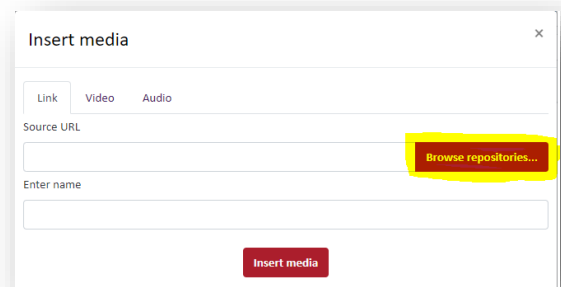 Insert media
×
Link Video Audio
Source URL
Browse repositories...
Enter name
Insert media